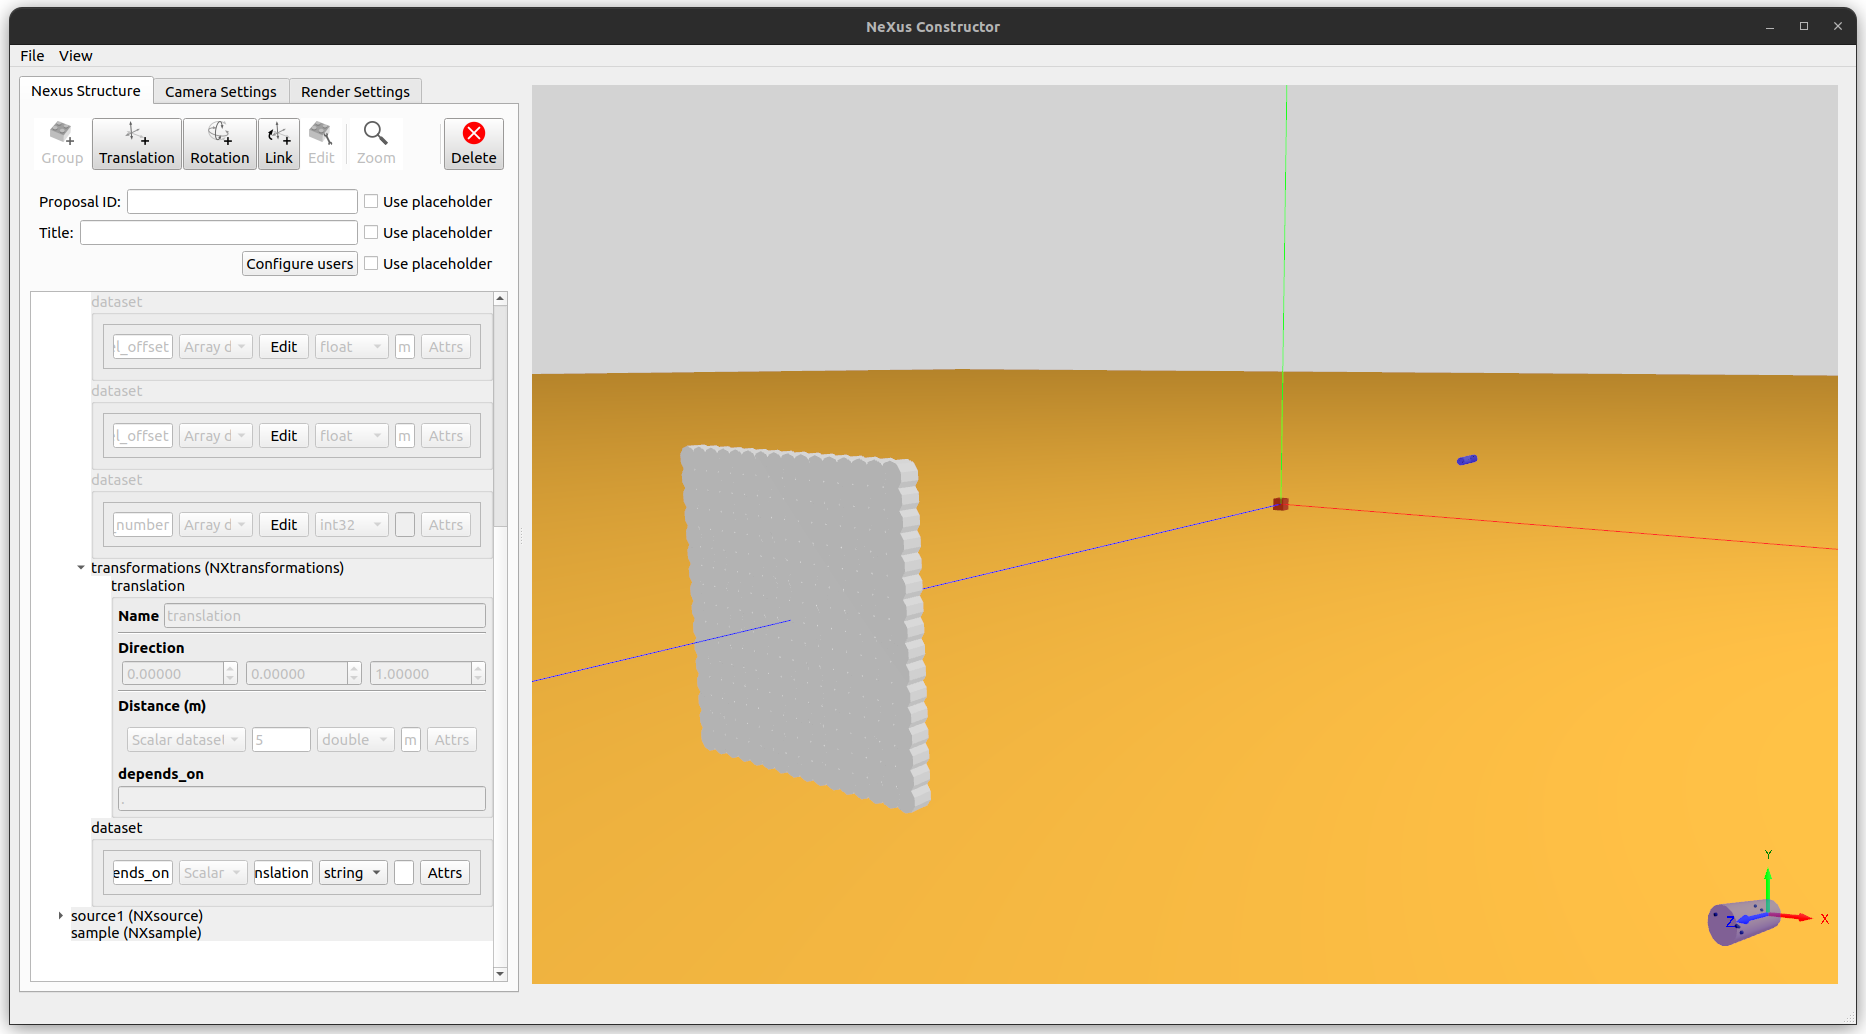 NeXus Constructor
File View
Nexus Structure Camera Settings Render Settings
Group Translation Rotation Link Edit Zoom Delete
Proposal ID: Use placeholder
Title: Use placeholder
Configure users Use placeholder
dataset
l_offset Array d Edit float m Attrs
dataset
l_offset Array d Edit float m Attrs
dataset
number Array d Edit int32 Attrs
transformations (NXtransformations)
translation
Name translation
Direction
0.00000 0.00000 1.00000
Distance (m)
Scalar dataset 5 double m Attrs
depends_on
.
dataset
ends_on Scalar nslation string Attrs
source1 (NXsource)
sample (NXsample)
Y
Z
X